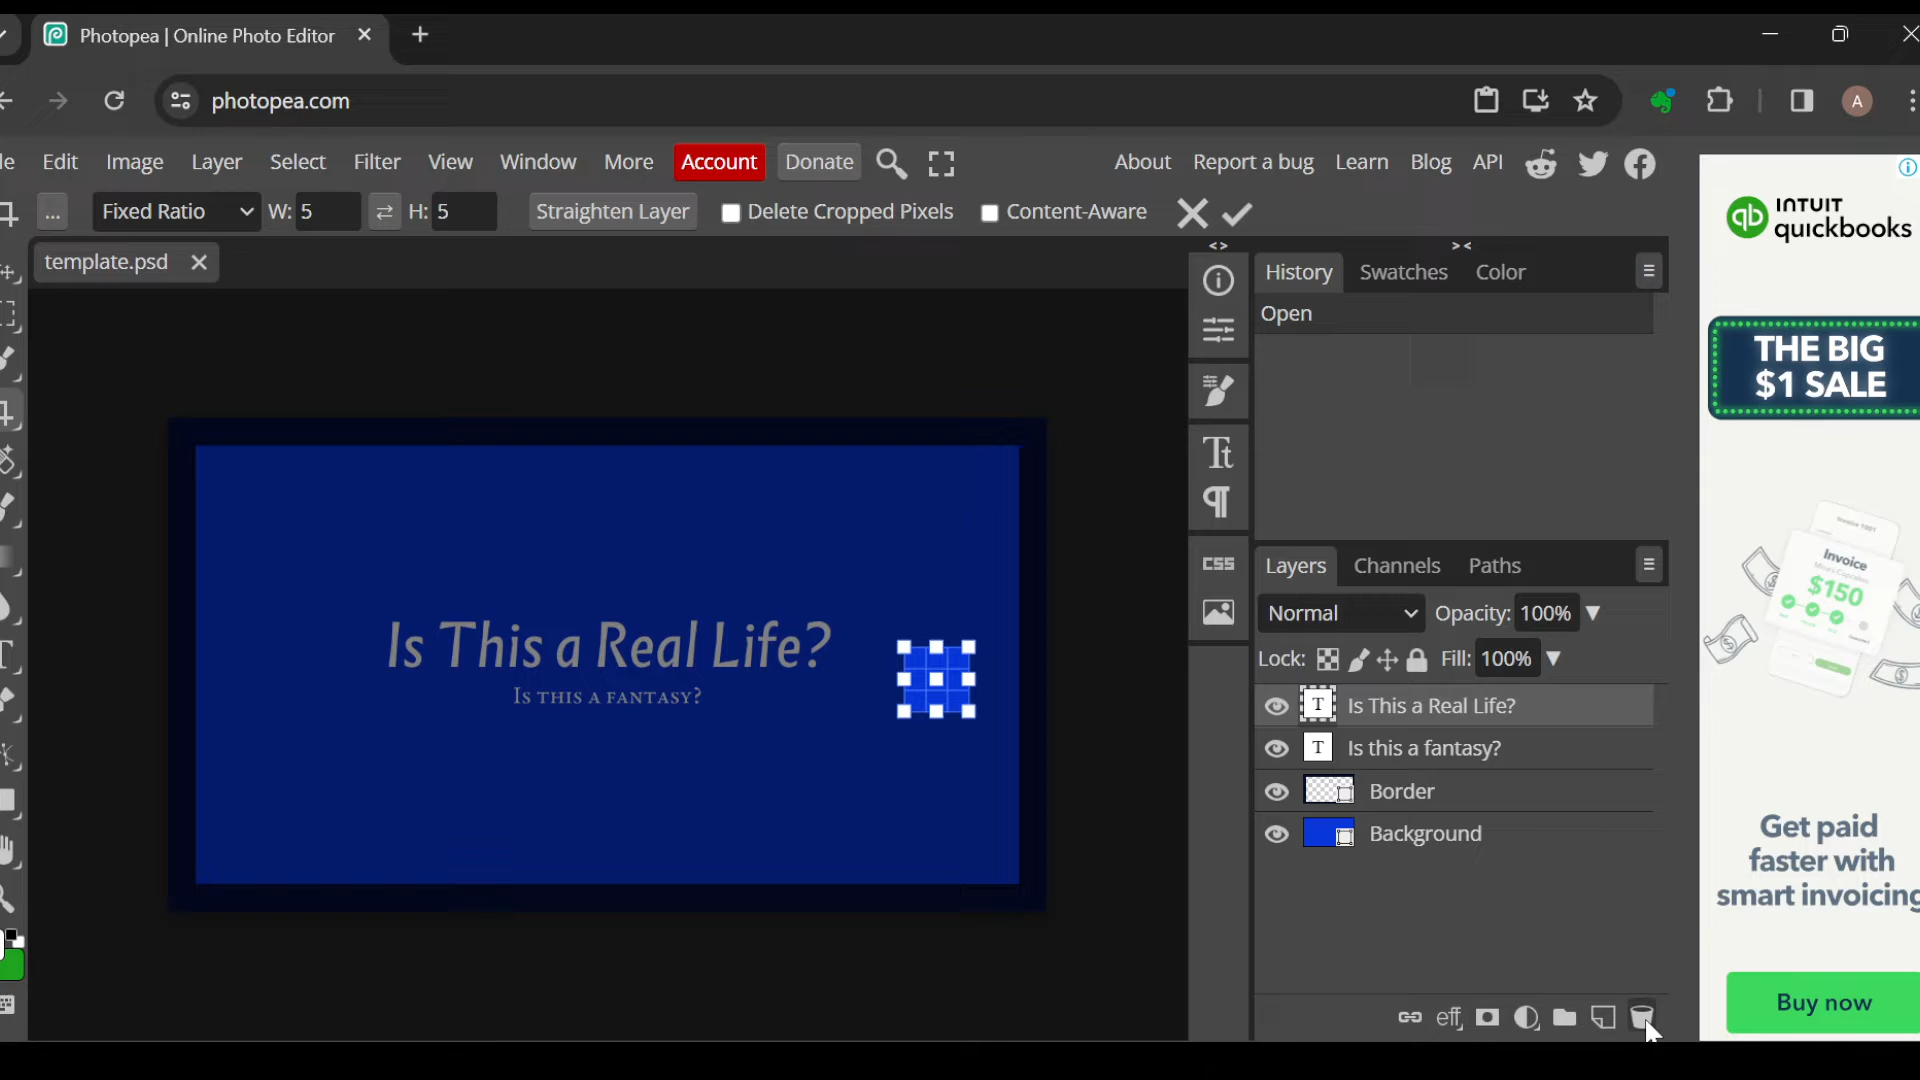 Photopea | Online Photo Editor
photopea.com
A
le Edit Image Layer Select Filter View Window More Account Donate About Report a bug Learn Blog API
... Fixed Ratio W: 5 H: 5 Straighten Layer Delete Cropped Pixels Content-Aware
template.psd
< > > <
History Swatches Color
Open
Is This a Real Life?
Is this a fantasy?
CSS
Layers Channels Paths
Normal Opacity: 100%
Lock: Fill: 100%
T Is This a Real Life?
T Is this a fantasy?
Border
Background
eff
INTUIT
quickbooks
THE BIG
$1 SALE
Invoice
$150
Get paid
faster with
smart invoicing
Buy now